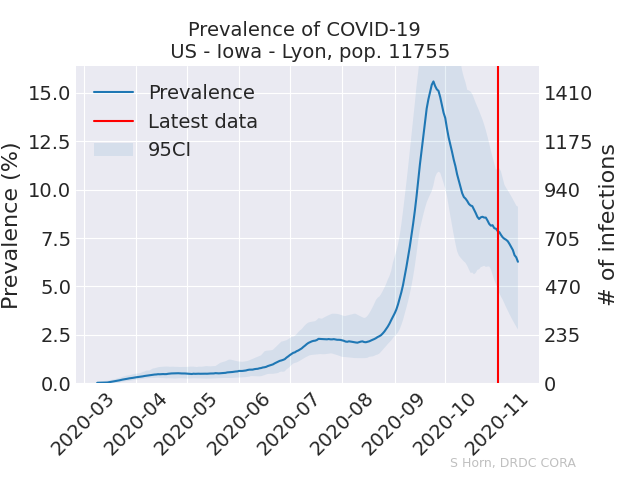 Prevalence of COVID-19
US - Iowa - Lyon, pop. 11755
Prevalence (%)
15.0
12.5
10.0
7.5
5.0
2.5
0.0
Prevalence
Latest data
95CI
1410
1175
940
705
470
235
0
# of infections
2020-03
2020-04
2020-05
2020-06
2020-07
2020-08
2020-09
2020-10
2020-11
S Horn, DRDC CORA